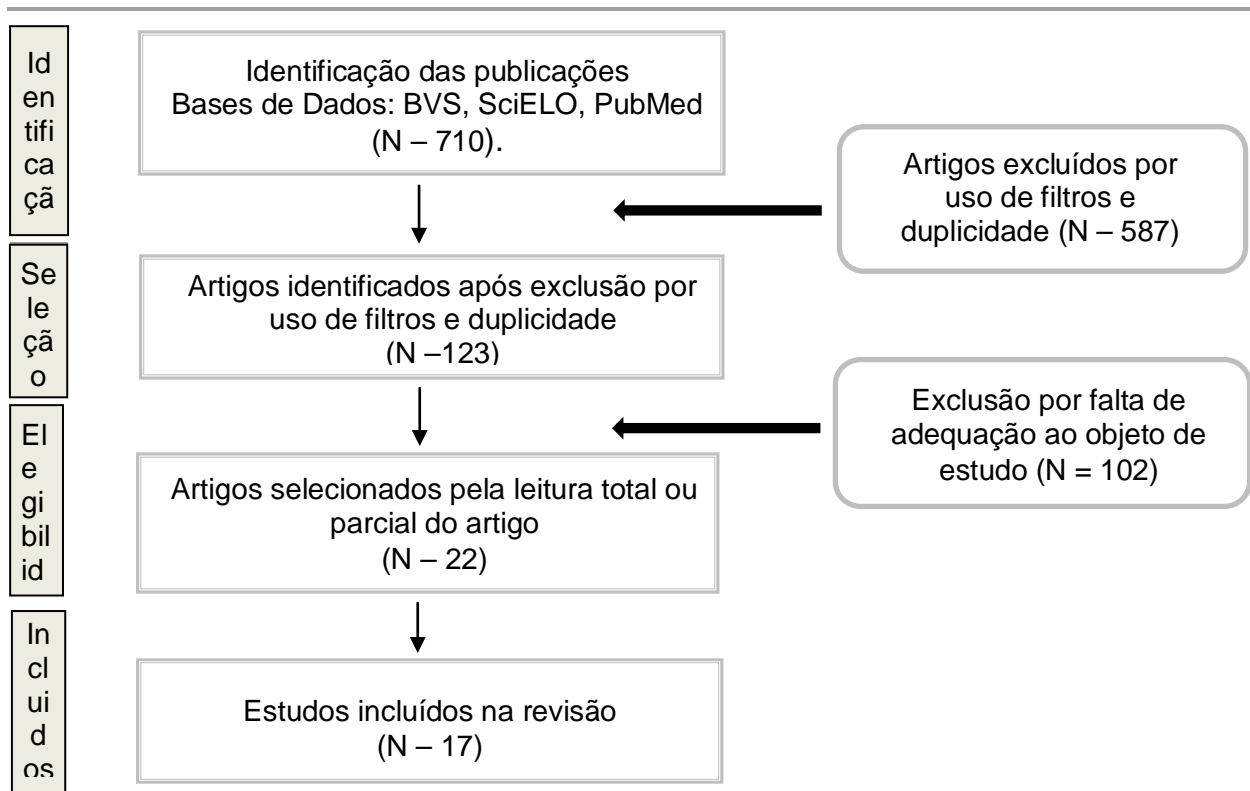 Id
en
tifi
ca
çã
Identificação das publicações
Bases de Dados: BVS, SciELO, PubMed
(N – 710).
Artigos excluídos por
uso de filtros e
duplicidade (N – 587)
Se
le
çã
o
Artigos identificados após exclusão por
uso de filtros e duplicidade
(N –123)
Exclusão por falta de
adequação ao objeto de
estudo (N = 102)
El
e
gi
bil
id
Artigos selecionados pela leitura total ou
parcial do artigo
(N – 22)
In
cl
ui
d
os
Estudos incluídos na revisão
(N – 17)